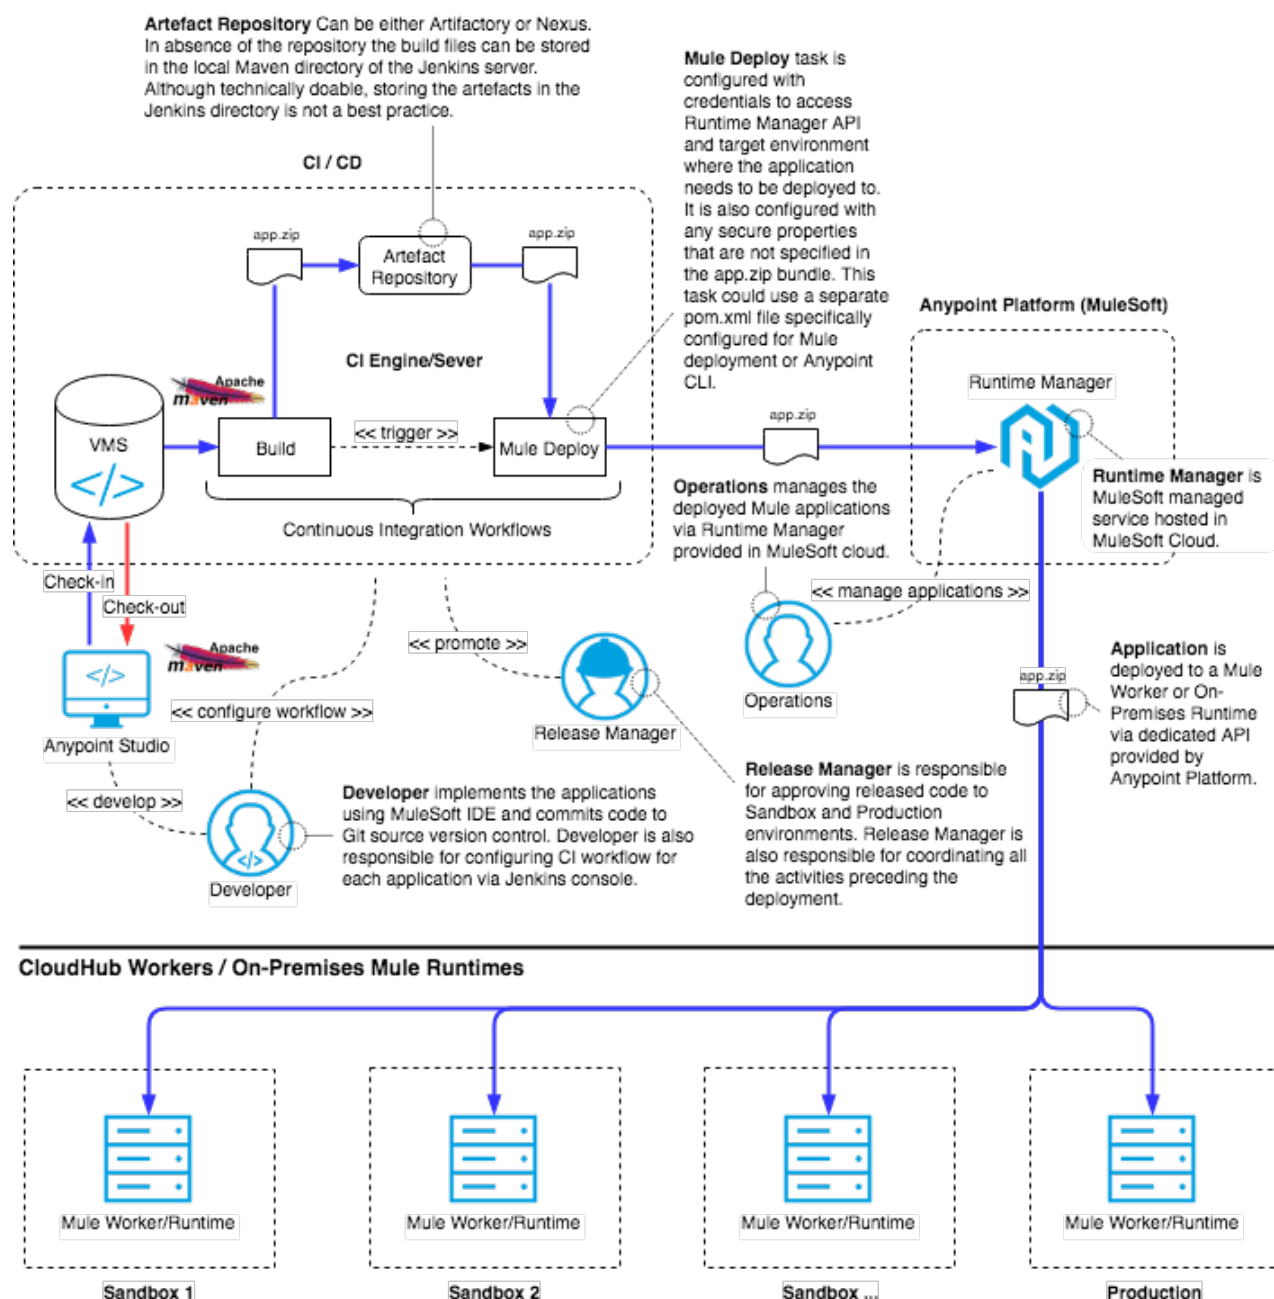 Artefact Repository Can be either Artifactory or Nexus.
In absence of the repository the build files can be stored
in the local Maven directory of the Jenkins server.
Although technically doable, storing the artefacts in the
Jenkins directory is not a best practice.
Mule Deploy task is
configured with
credentials to access
Runtime Manager API
and target environment
where the application
needs to be deployed to.
It is also configured with
any secure properties
that are not specified in
the app.zip bundle. This
task could use a separate
pom.xml file specifically
configured for Mule
deployment or Anypoint
CLI.
CI / CD
app.zip
Artefact
Repository
app.zip
CI Engine/Sever
Apache
maven
VMS
</>
Build
<< trigger >>
Mule Deploy
Continuous Integration Workflows
app.zip
Anypoint Platform (MuleSoft)
Runtime Manager
Runtime Manager is
MuleSoft managed
service hosted in
MuleSoft Cloud.
Operations manages the
deployed Mule applications
via Runtime Manager
provided in MuleSoft cloud.
<< manage applications >>
Operations
Check-in
Check-out
Apache
maven
</>
Anypoint Studio
<< promote >>
Release Manager
<< configure workflow >>
<< develop >>
</>
Developer
Developer implements the applications
using MuleSoft IDE and commits code to
Git source version control. Developer is also
responsible for configuring CI workflow for
each application via Jenkins console.
Release Manager is responsible
for approving released code to
Sandbox and Production
environments. Release Manager is
also responsible for coordinating all
the activities preceding the
deployment.
app.zip
Application is
deployed to a Mule
Worker or On-
Premises Runtime
via dedicated API
provided by
Anypoint Platform.
CloudHub Workers / On-Premises Mule Runtimes
Mule Worker/Runtime
Mule Worker/Runtime
Mule Worker/Runtime
Mule Worker/Runtime
Sandbox 1
Sandbox 2
Sandbox ...
Production